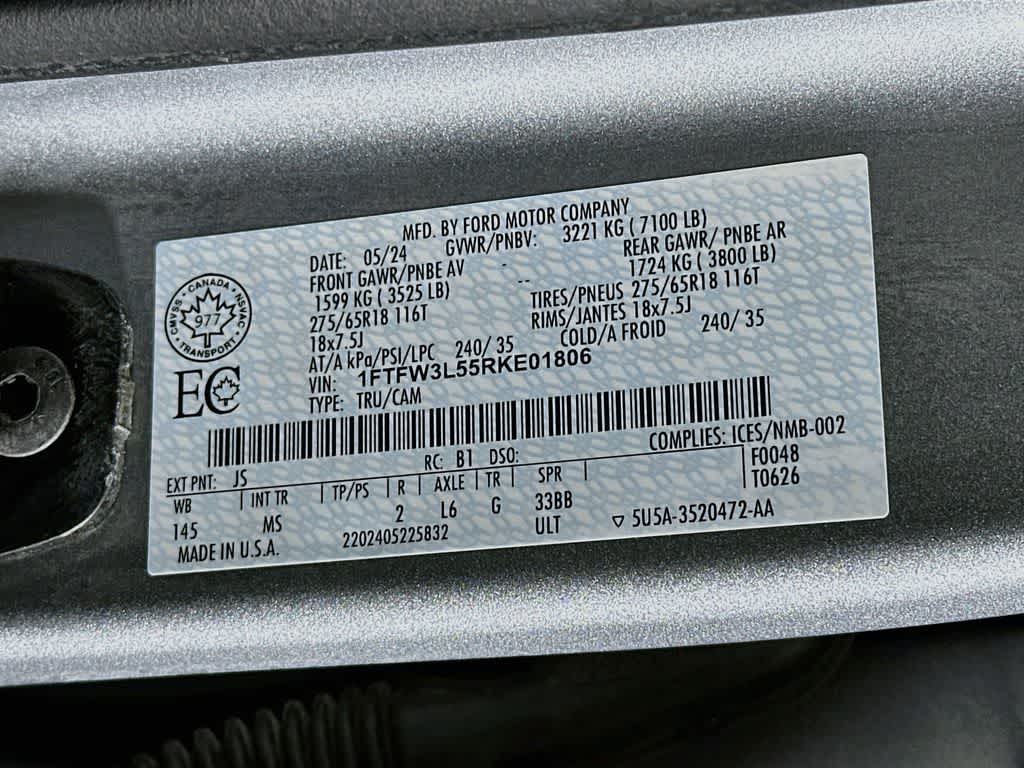 MFD. BY FORD MOTOR COMPANY
DATE: 05/24 GVWR/PNBV: 3221 KG ( 7100 LB)
FRONT GAWR/PNBE AV - REAR GAWR/ PNBE AR
1599 KG ( 3525 LB) -- 1724 KG ( 3800 LB)
275/65R18 116T TIRES/PNEUS 275/65R18 116T
18x7.5J RIMS/JANTES 18x7.5J
AT/A kPa/PSI/LPC 240/ 35 COLD/A FROID 240/ 35
VIN: 1FTFW3L55RKE01806
TYPE: TRU/CAM
CANADA
CMVSS NSVAC
977
TRANSPORT
EC
COMPLIES: ICES/NMB-002
EXT PNT: JS RC: B1 DSO: F0048
WB INT TR TP/PS R AXLE TR SPR T0626
145 MS 2 L6 G 33BB
MADE IN U.S.A. 2202405225832 ULT 5U5A-3520472-AA